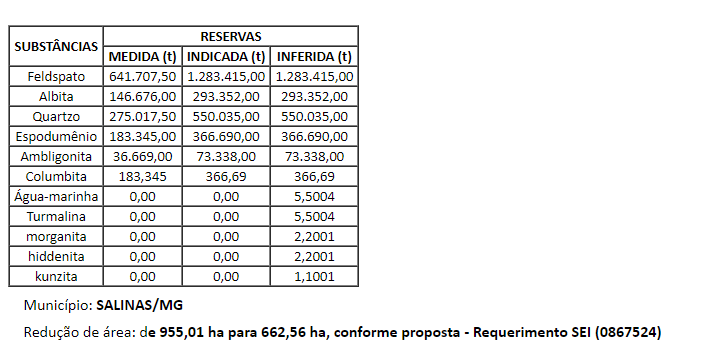 SUBSTÂNCIAS RESERVAS
MEDIDA (t) INDICADA (t) INFERIDA (t)
Feldspato 641.707,50 1.283.415,00 1.283.415,00
Albita 146.676,00 293.352,00 293.352,00
Quartzo 275.017,50 550.035,00 550.035,00
Espodumênio 183.345,00 366.690,00 366.690,00
Ambligonita 36.669,00 73.338,00 73.338,00
Columbita 183,345 366,69 366,69
Água-marinha 0,00 0,00 5,5004
Turmalina 0,00 0,00 5,5004
morganita 0,00 0,00 2,2001
hiddenita 0,00 0,00 2,2001
kunzita 0,00 0,00 1,1001
Município: SALINAS/MG
Redução de área: de 955,01 ha para 662,56 ha, conforme proposta - Requerimento SEI (0867524)